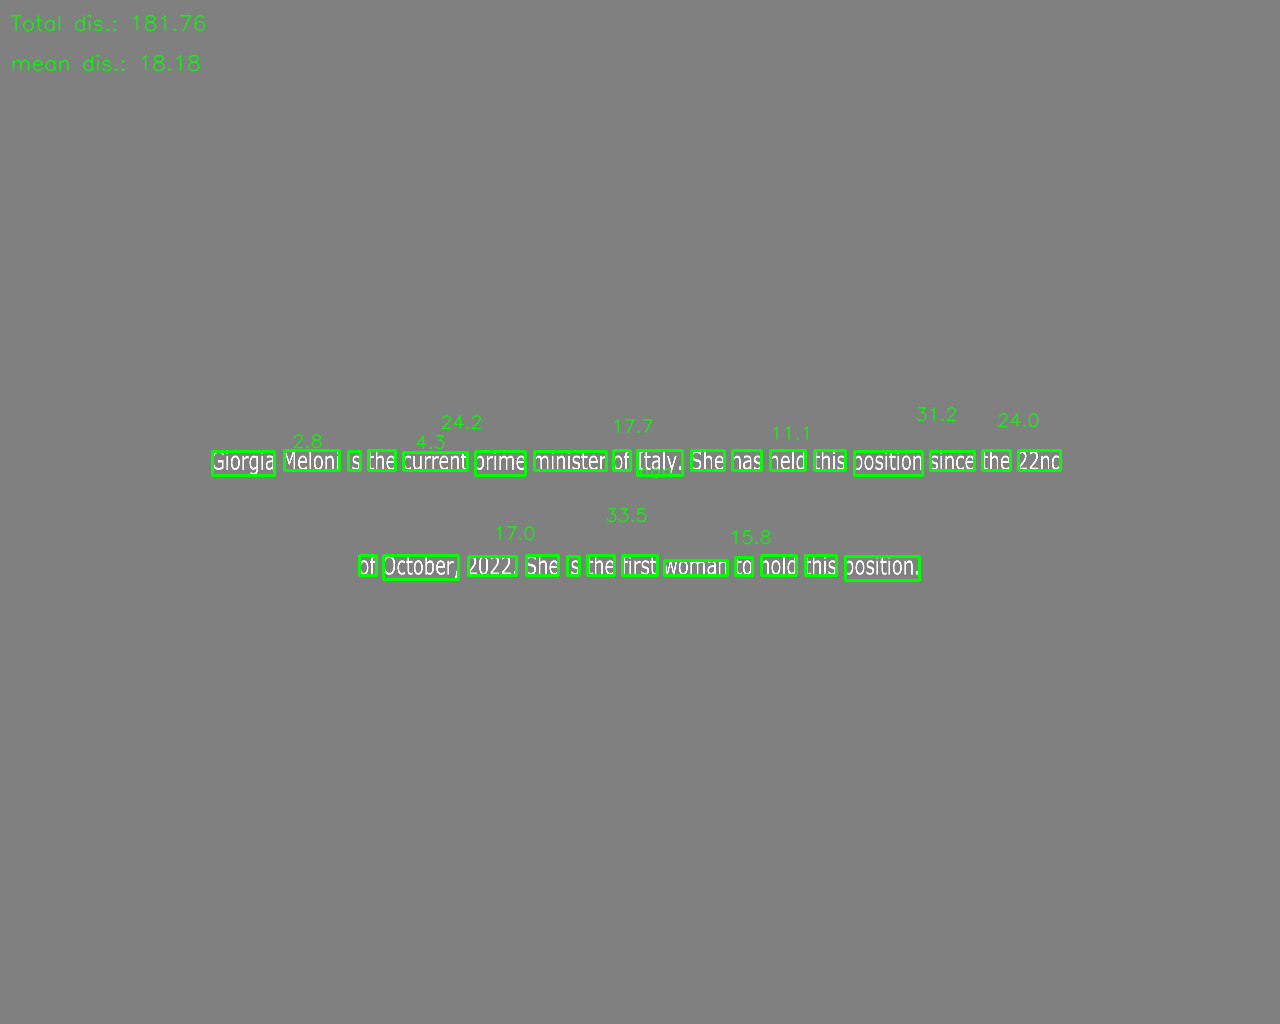 Total dis.: 181.76
mean dis.: 18.18
2.8 4.3 24.2 17.7 11.1 31.2 24.0
Giorgia Meloni is the current prime minister of Italy. She has held this position since the 22nd
17.0 33.5 15.8
of October, 2022. She is the first woman to hold this position.